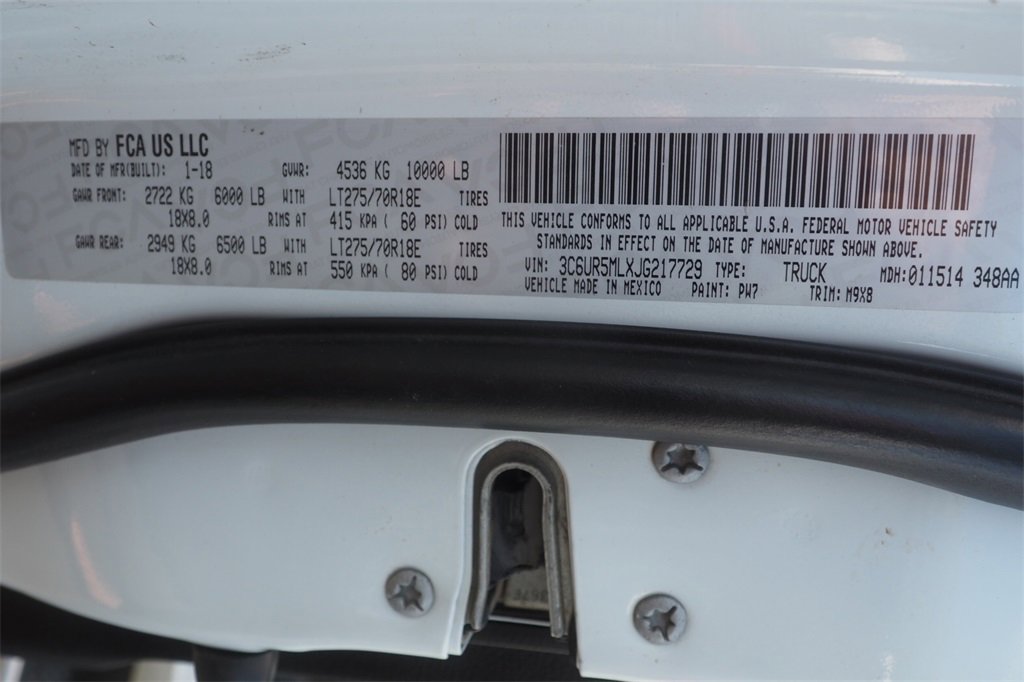 MFD BY FCA US LLC
DATE OF MFR(BUILT): 1-18 GVWR: 4536 KG 10000 LB
GAWR FRONT: 2722 KG 6000 LB WITH LT275/70R18E TIRES
18X8.0 RIMS AT 415 KPA ( 60 PSI) COLD
GAWR REAR: 2949 KG 6500 LB WITH LT275/70R18E TIRES
18X8.0 RIMS AT 550 KPA ( 80 PSI) COLD
THIS VEHICLE CONFORMS TO ALL APPLICABLE U.S.A. FEDERAL MOTOR VEHICLE SAFETY
STANDARDS IN EFFECT ON THE DATE OF MANUFACTURE SHOWN ABOVE.
VIN: 3C6UR5MLXJG217729 TYPE: TRUCK MDH:011514 348AA
VEHICLE MADE IN MEXICO PAINT: PW7 TRIM: M9X8